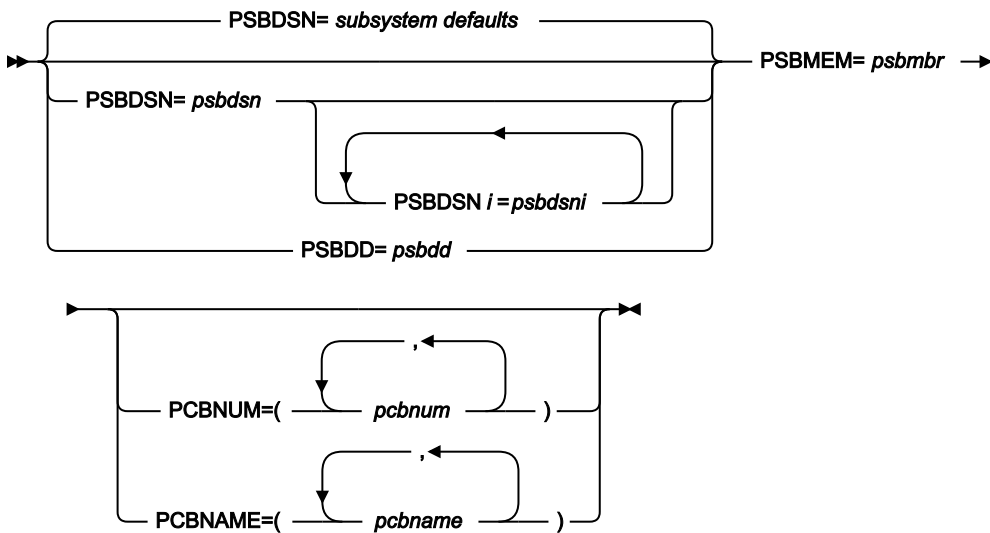 PSBDSN= subsystem defaults
PSBMEM= psbmbr
PSBDSN= psbdsn
PSBDSN i =psbdsni
PSBDD= psbdd
,
PCBNUM=( pcbnum )
,
PCBNAME=( pcbname )